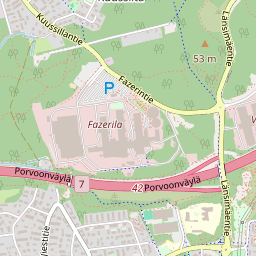 Kuussillantie
Fazerintie
Länsimäentie
53 m
P
Fazerila
Porvoonväylä
7
42
Porvoonväylä
Länsimäentie